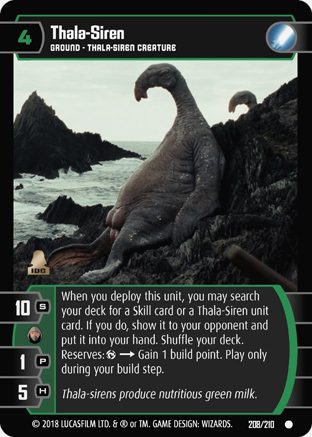 4
Thala-Siren
GROUND - THALA-SIREN CREATURE
IDC
10 S
1 P
5 H
When you deploy this unit, you may search
your deck for a Skill card or a Thala-Siren unit
card. If you do, show it to your opponent and
put it into your hand. Shuffle your deck.
Reserves: → Gain 1 build point. Play only
during your build step.
Thala-sirens produce nutritious green milk.
© 2018 LUCASFILM LTD. & ® or TM. GAME DESIGN: WIZARDS. 208/210